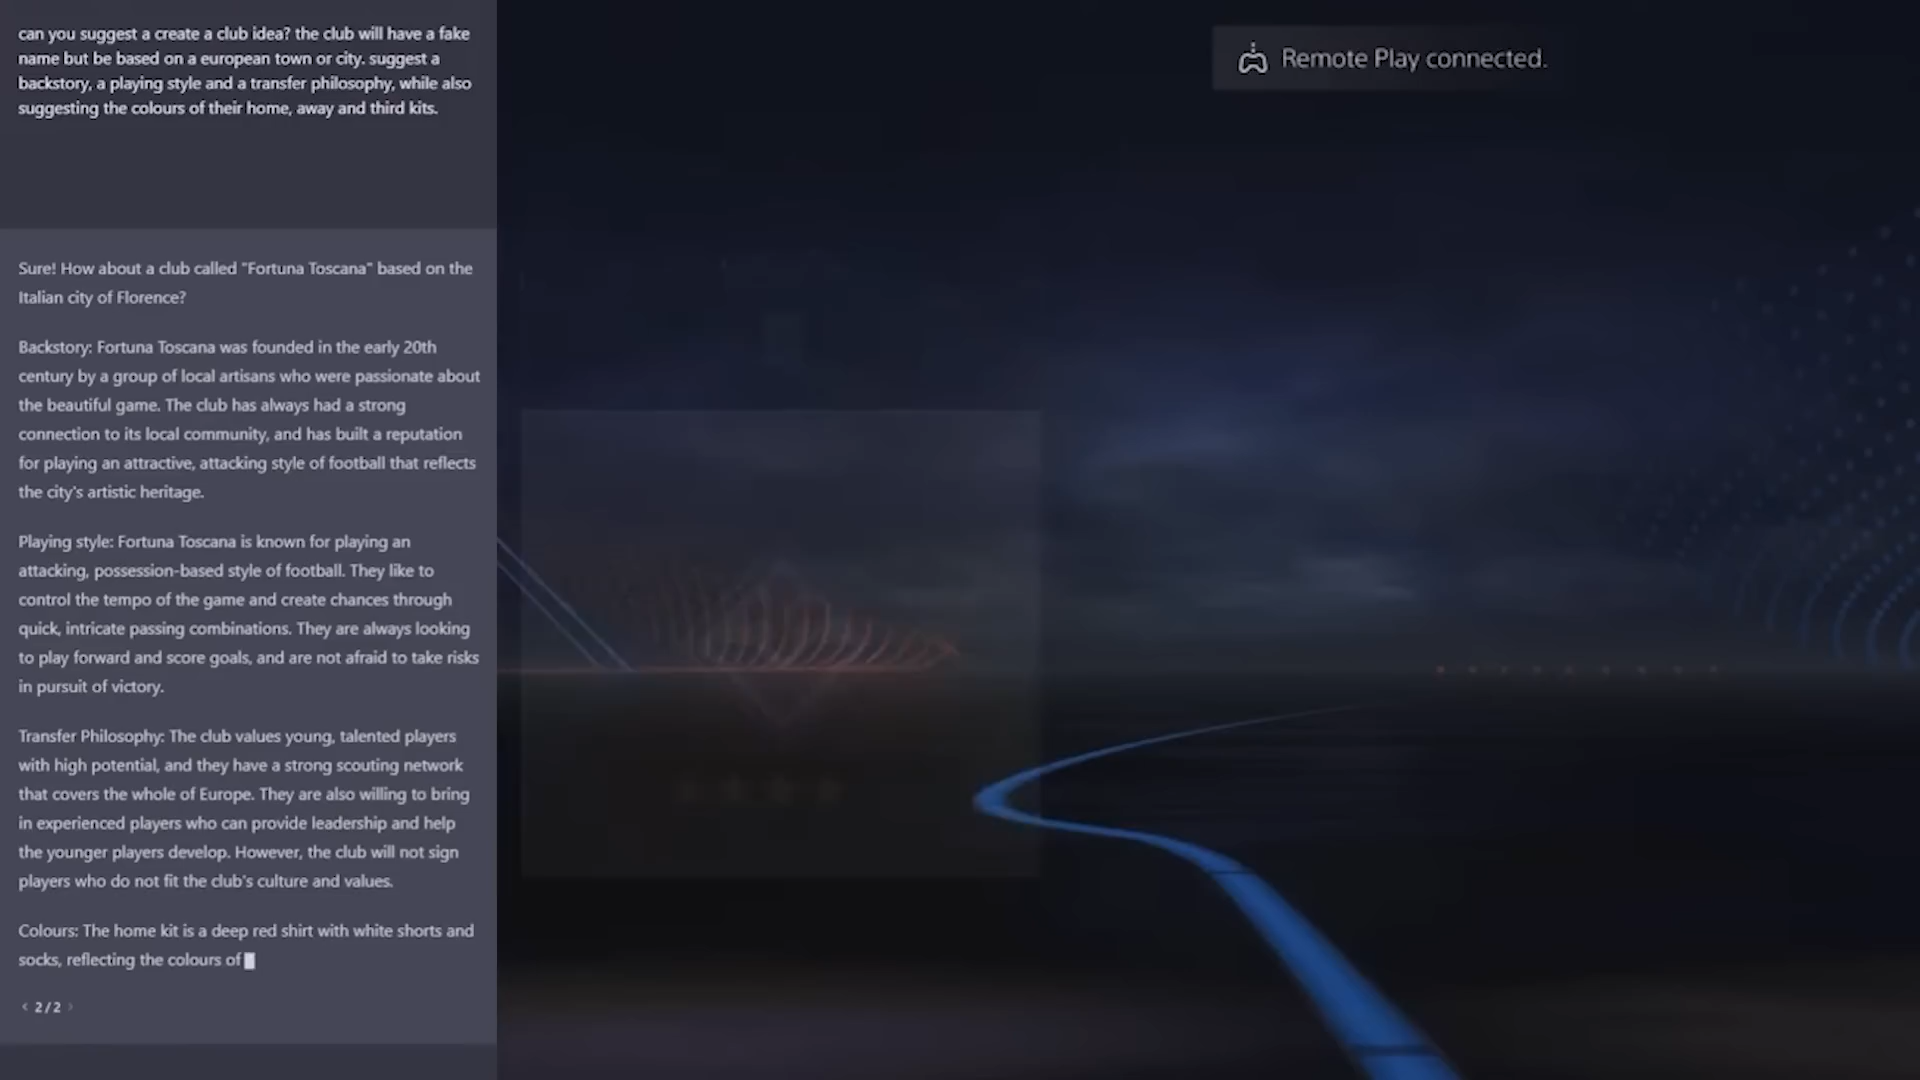 can you suggest a create a club idea? the club will have a fake
name but be based on a european town or city. suggest a
backstory, a playing style and a transfer philosophy, while also
suggesting the colours of their home, away and third kits.
Remote Play connected.
Sure! How about a club called "Fortuna Toscana" based on the
Italian city of Florence?
Backstory: Fortuna Toscana was founded in the early 20th
century by a group of local artisans who were passionate about
the beautiful game. The club has always had a strong
connection to its local community, and has built a reputation
for playing an attractive, attacking style of football that reflects
the city's artistic heritage.
Playing style: Fortuna Toscana is known for playing an
attacking, possession-based style of football. They like to
control the tempo of the game and create chances through
quick, intricate passing combinations. They are always looking
to play forward and score goals, and are not afraid to take risks
in pursuit of victory.
Transfer Philosophy: The club values young, talented players
with high potential, and they have a strong scouting network
that covers the whole of Europe. They are also willing to bring
in experienced players who can provide leadership and help
the younger players develop. However, the club will not sign
players who do not fit the club's culture and values.
Colours: The home kit is a deep red shirt with white shorts and
socks, reflecting the colours of
< 2/2 >